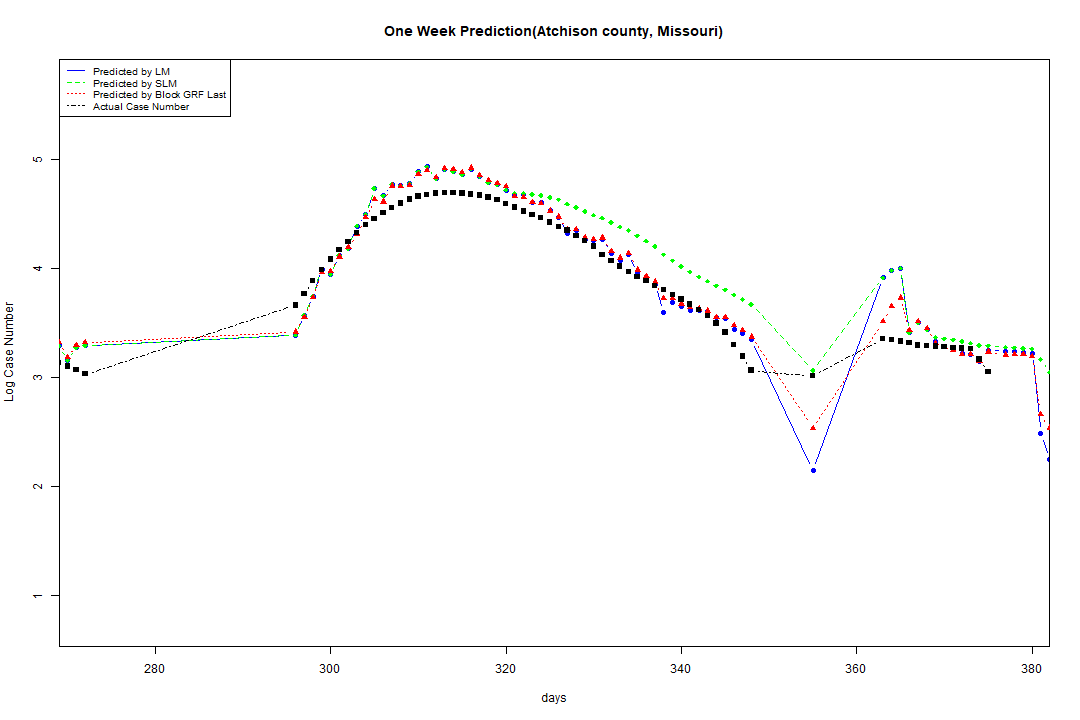 One Week Prediction(Atchison county, Missouri)
Predicted by LM
Predicted by SLM
Predicted by Block GRF Last
Actual Case Number
Log Case Number
5
4
3
2
1
280 300 320 340 360 380
days